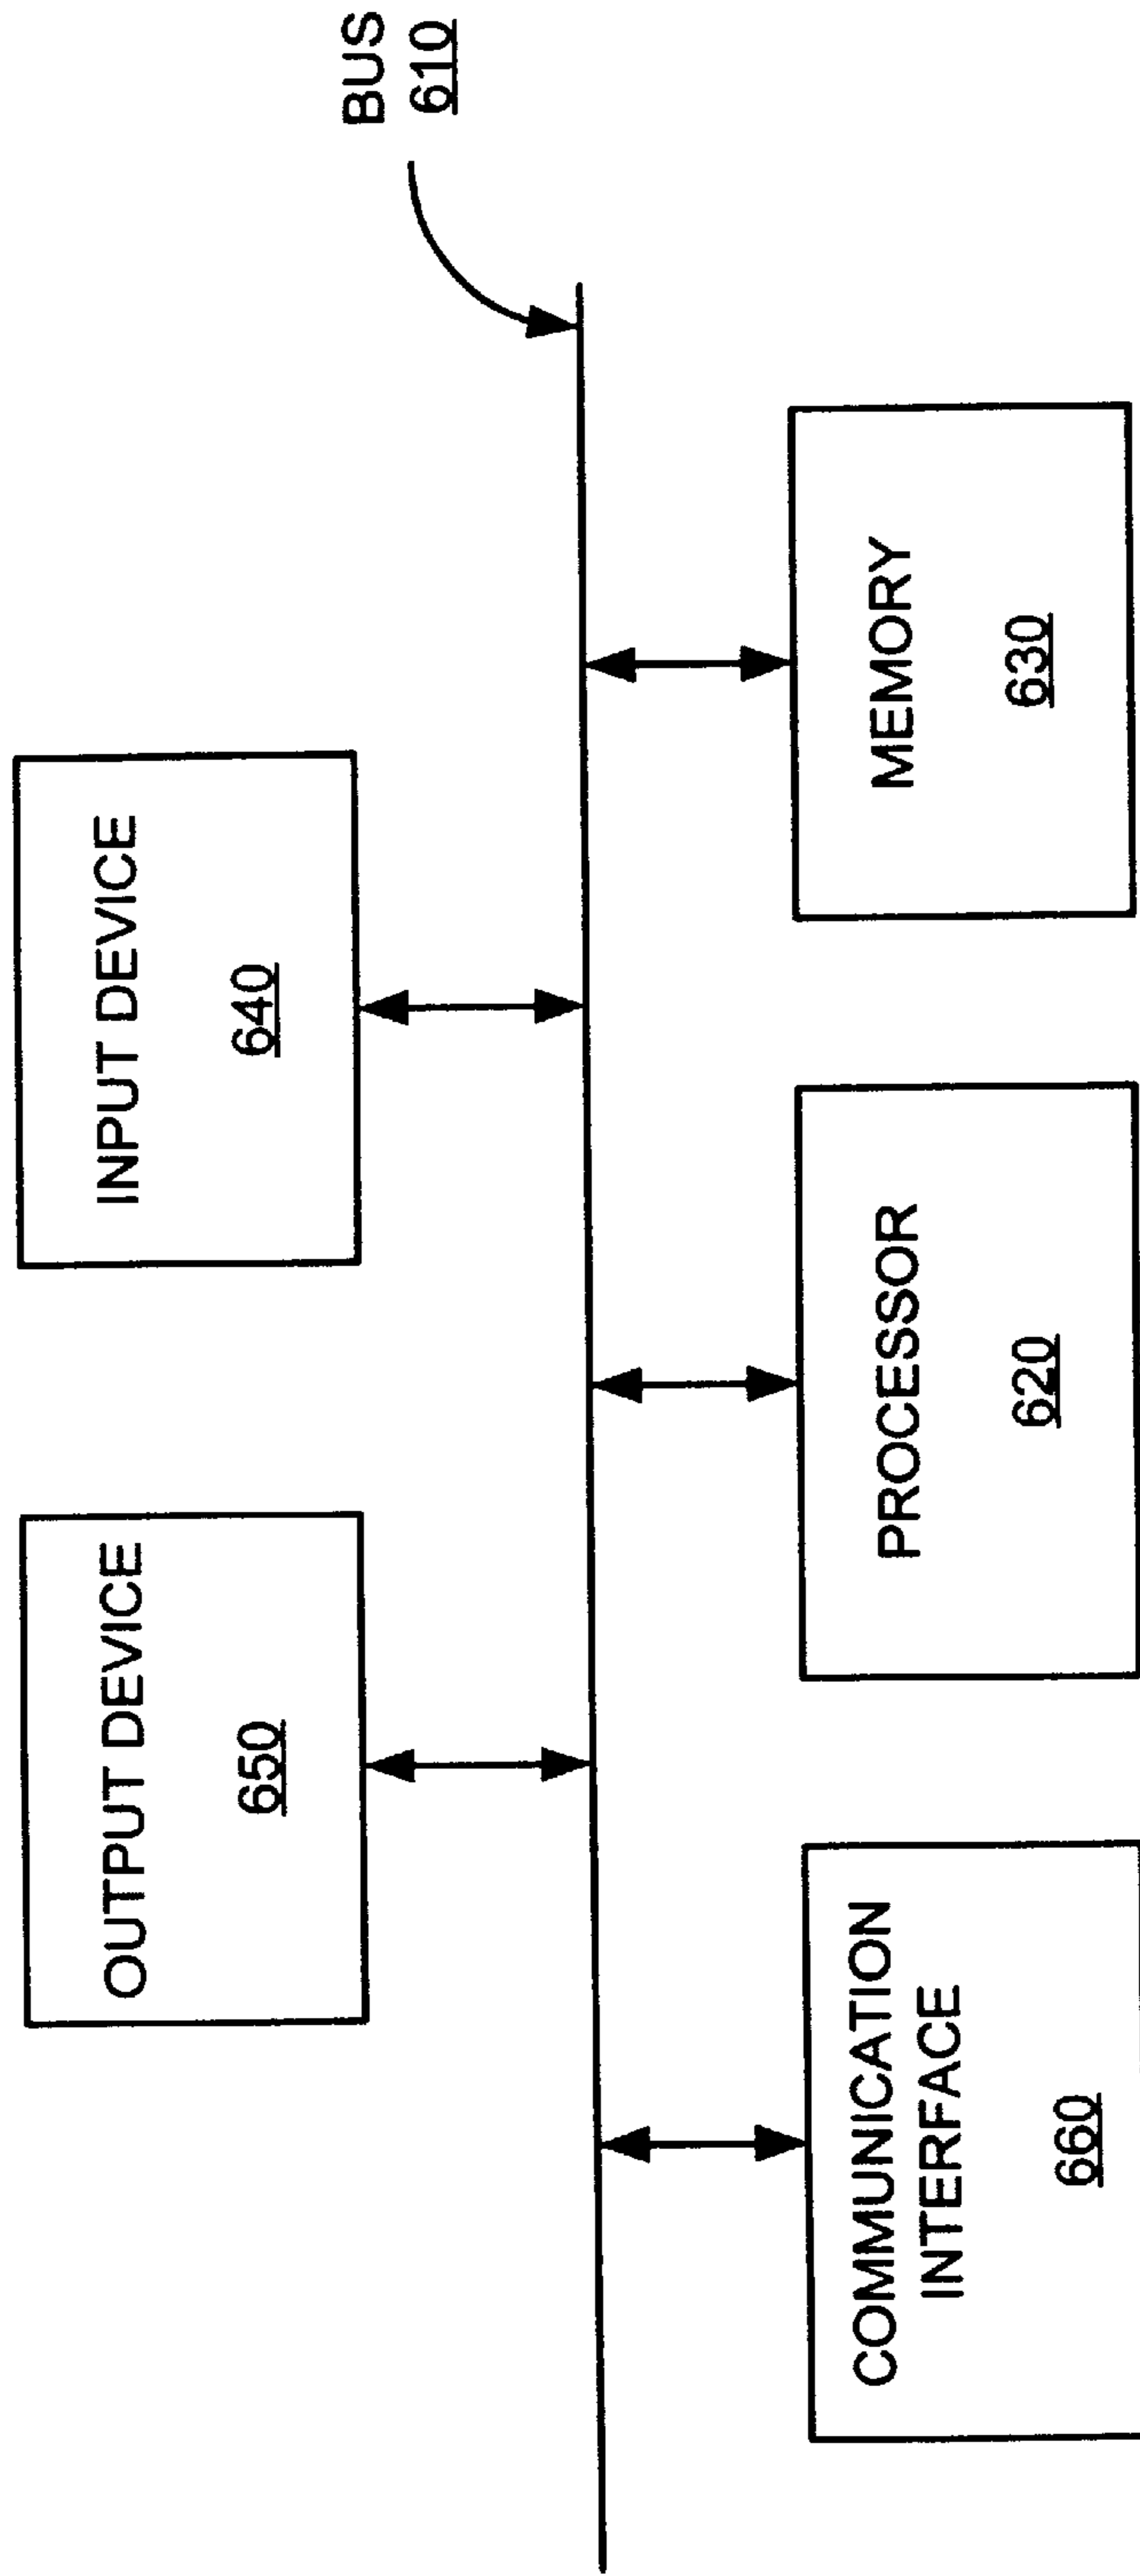 OUTPUT DEVICE
650
INPUT DEVICE
640
BUS
610
COMMUNICATION
INTERFACE
660
PROCESSOR
620
MEMORY
630